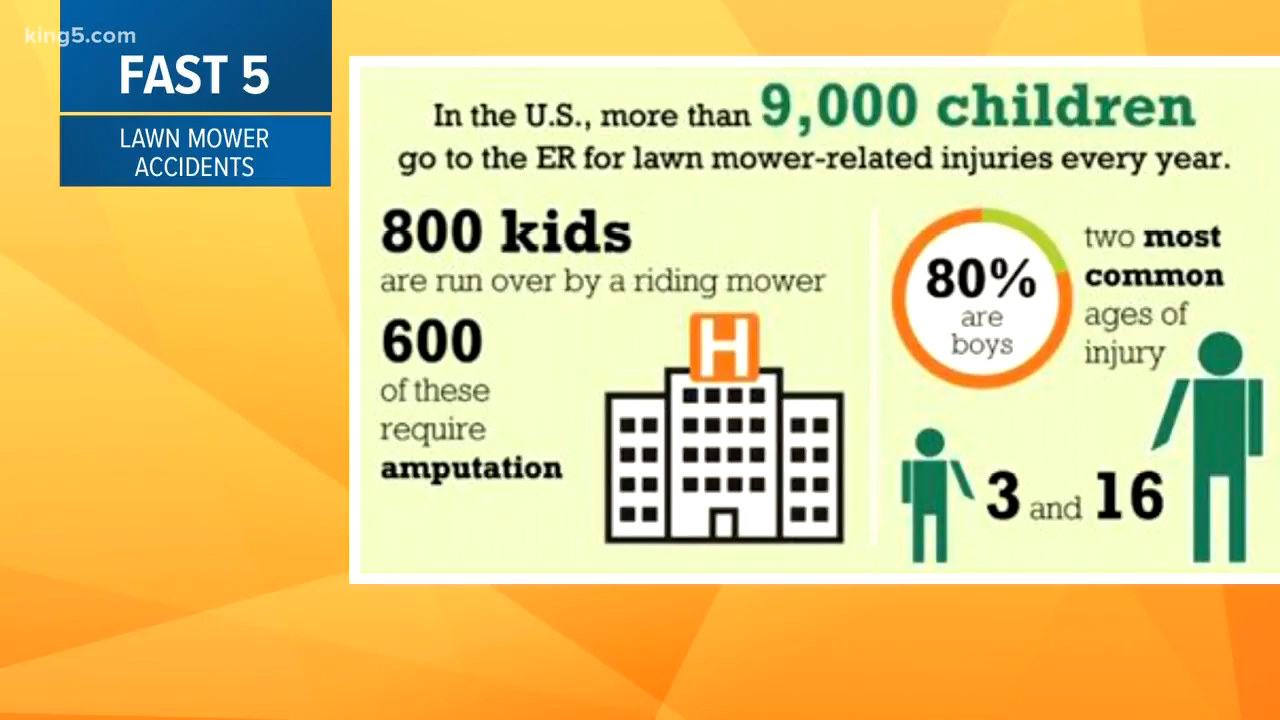 king5.com
FAST 5
LAWN MOWER
ACCIDENTS
In the U.S., more than 9,000 children
go to the ER for lawn mower-related injuries every year.
800 kids
are run over by a riding mower
600
of these
require
amputation
H
80%
are
boys
two most
common
ages of
injury
3 and 16